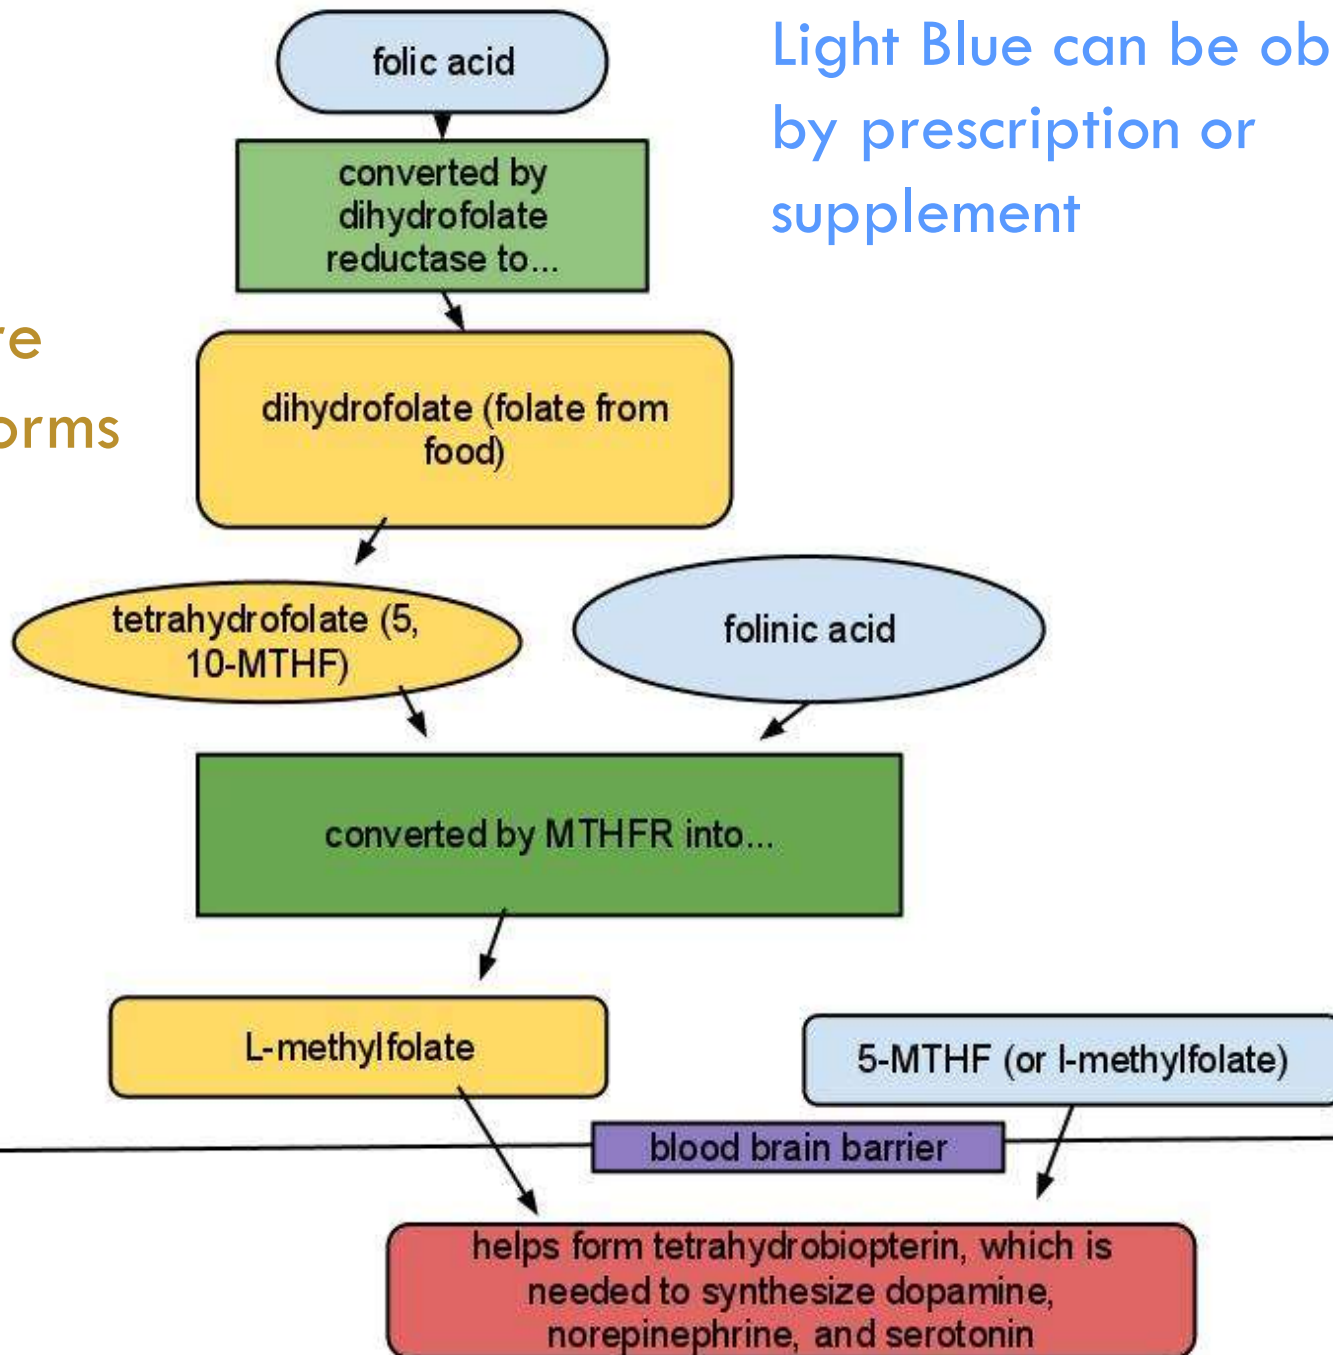 folic acid
Light Blue can be ob
by prescription or
supplement
converted by
dihydrofolate
reductase to...
re
orms
dihydrofolate (folate from
food)
tetrahydrofolate (5,
10-MTHF)
folinic acid
converted by MTHFR into...
L-methylfolate
5-MTHF (or l-methylfolate)
blood brain barrier
helps form tetrahydrobiopterin, which is
needed to synthesize dopamine,
norepinephrine, and serotonin